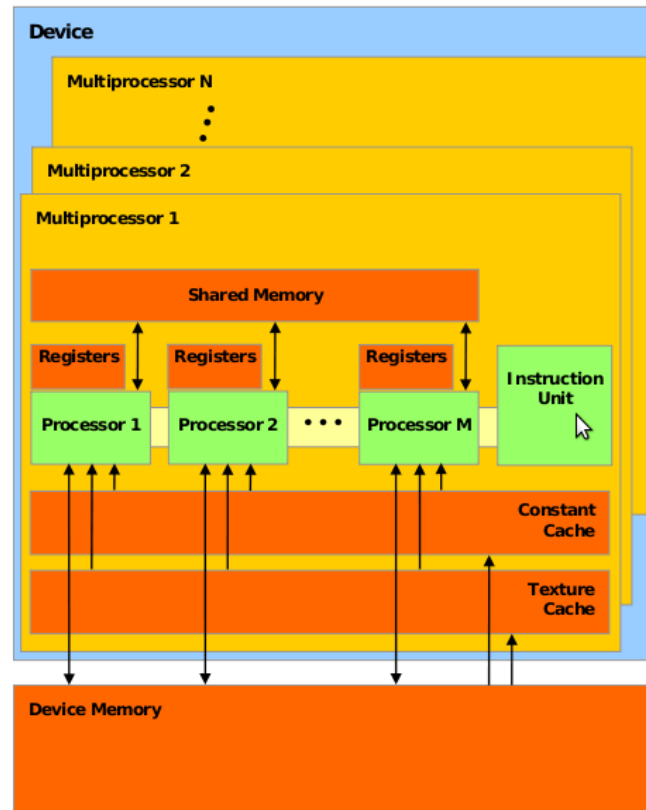 Device
Multiprocessor N
Multiprocessor 2
Multiprocessor 1
Shared Memory
Registers
Registers
Registers
Instruction
Unit
Processor 1
Processor 2
Processor M
Constant
Cache
Texture
Cache
Device Memory